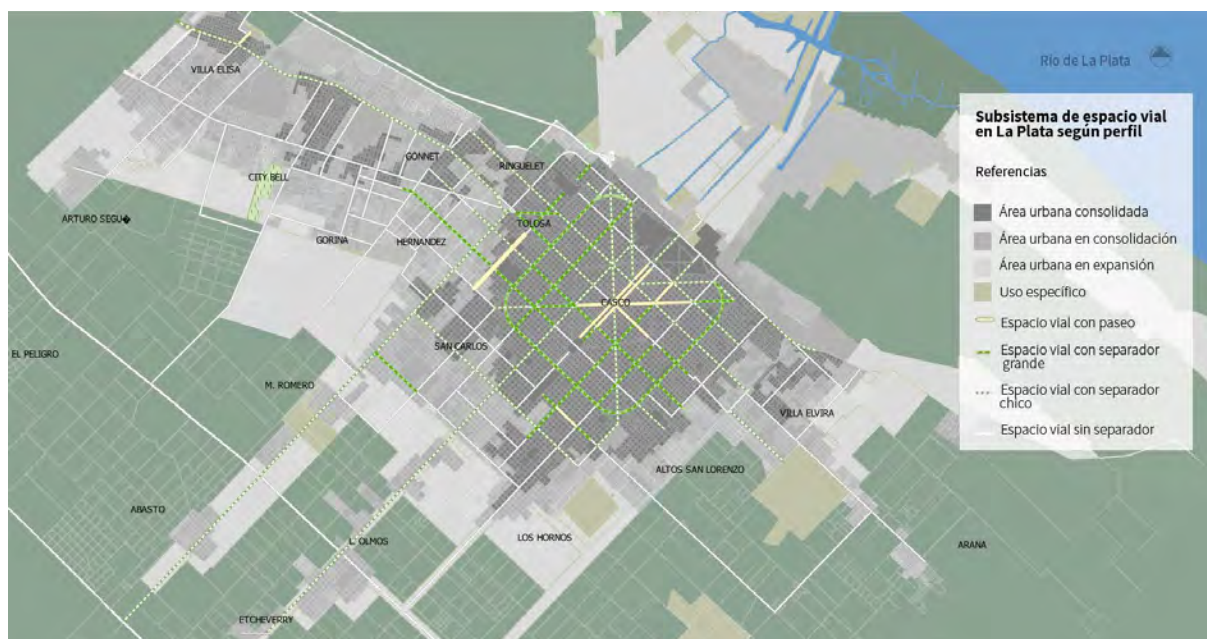 Río de La Plata
Subsistema de espacio vial
en La Plata según perfil
Referencias
Área urbana consolidada
Área urbana en consolidación
Área urbana en expansión
Uso específico
Espacio vial con paseo
Espacio vial con separador
grande
Espacio vial con separador
chico
Espacio vial sin separador
VILLA ELISA
GONNET
RINGUELET
CITY BELL
ARTURO SEGU�
TOLOSA
GORINA
HERNANDEZ
CASCO
SAN CARLOS
EL PELIGRO
M. ROMERO
VILLA ELVIRA
ALTOS SAN LORENZO
ABASTO
LOS HORNOS
L. OLMOS
ARANA
ETCHEVERRY